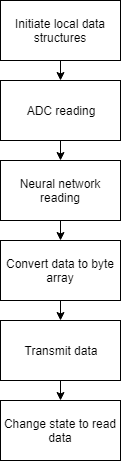 Initiate local data
structures
ADC reading
Neural network
reading
Convert data to byte
array
Transmit data
Change state to read
data